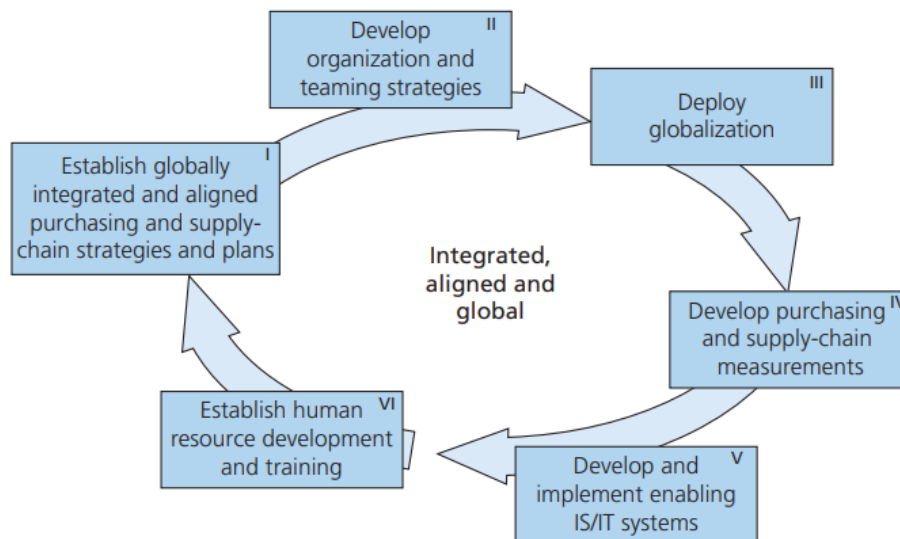 I
Establish globally
integrated and aligned
purchasing and supply-
chain strategies and plans
II
Develop
organization and
teaming strategies
III
Deploy
globalization
IV
Develop purchasing
and supply-chain
measurements
V
Develop and
implement enabling
IS/IT systems
VI
Establish human
resource development
and training
Integrated,
aligned and
global